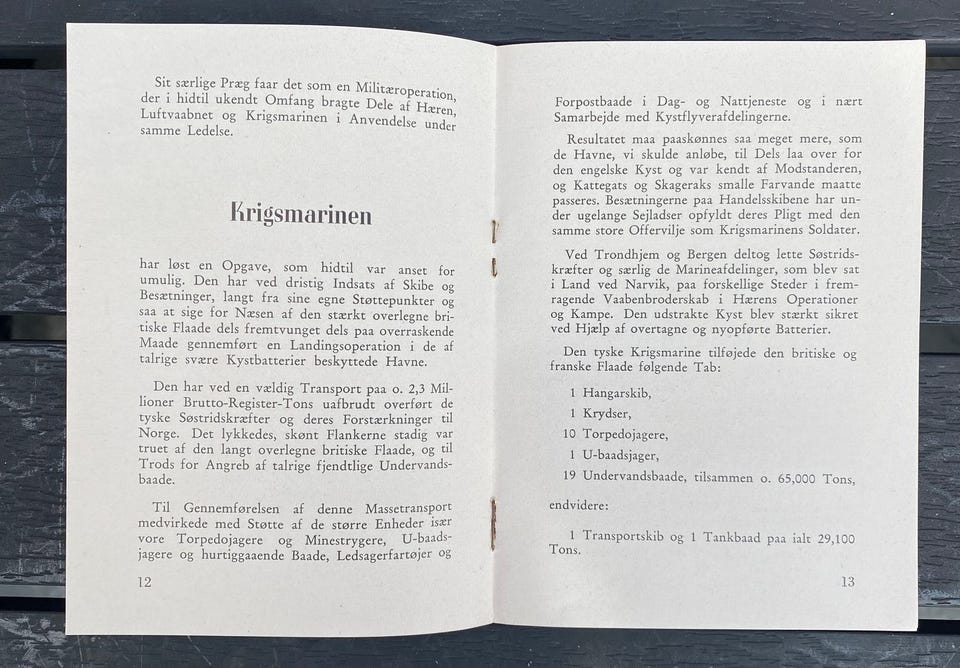 Sit særlige Præg faar det som en Militæroperation,
der i hidtil ukendt Omfang bragte Dele af Hæren,
Luftvaabnet og Krigsmarinen i Anvendelse under
samme Ledelse.
Krigsmarinen
har løst en Opgave, som hidtil var anset for
umulig. Den har ved dristig Indsats af Skibe og
Besætninger, langt fra sine egne Støttepunkter og
saa at sige for Næsen af den stærkt overlegne bri-
tiske Flaade dels fremtvunget dels paa overraskende
Maade gennemført en Landingsoperation i de af
talrige svære Kystbatterier beskyttede Havne.
Den har ved en vældig Transport paa o. 2,3 Mil-
lioner Brutto-Register-Tons uafbrudt overført de
tyske Søstridskræfter og deres Forstærkninger til
Norge. Det lykkedes, skønt Flankerne stadig var
truet af den langt overlegne britiske Flaade, og til
Trods for Angreb af talrige fjendtlige Undervands-
baade.
Til Gennemførelsen af denne Massetransport
medvirkede med Støtte af de større Enheder især
vore Torpedojagere og Minestrygere, U-baads-
jagere og hurtiggaaende Baade, Ledsagerfartøjer og
12
Forpostbaade i Dag- og Nattjeneste og i nært
Samarbejde med Kystflyverafdelingerne.
Resultatet maa paaskønnes saa meget mere, som
de Havne, vi skulde anløbe, til Dels laa over for
den engelske Kyst og var kendt af Modstanderen,
og Kattegats og Skageraks smalle Farvande maatte
passeres. Besætningerne paa Handelsskibene har un-
der ugelange Sejladser opfyldt deres Pligt med den
samme store Offervilje som Krigsmarinens Soldater.
Ved Trondhjem og Bergen deltog lette Søstrids-
kræfter og særlig de Marineafdelinger, som blev sat
i Land ved Narvik, paa forskellige Steder i frem-
ragende Vaabenbroderskab i Hærens Operationer
og Kampe. Den udstrakte Kyst blev stærkt sikret
ved Hjælp af overtagne og nyopførte Batterier.
Den tyske Krigsmarine tilføjede den britiske og
franske Flaade følgende Tab:
1 Hangarskib,
1 Krydser,
10 Torpedojagere,
1 U-baadsjager,
19 Undervandsbaade, tilsammen o. 65,000 Tons,
endvidere:
1 Transportskib og 1 Tankbaad paa ialt 29,100
Tons.
13